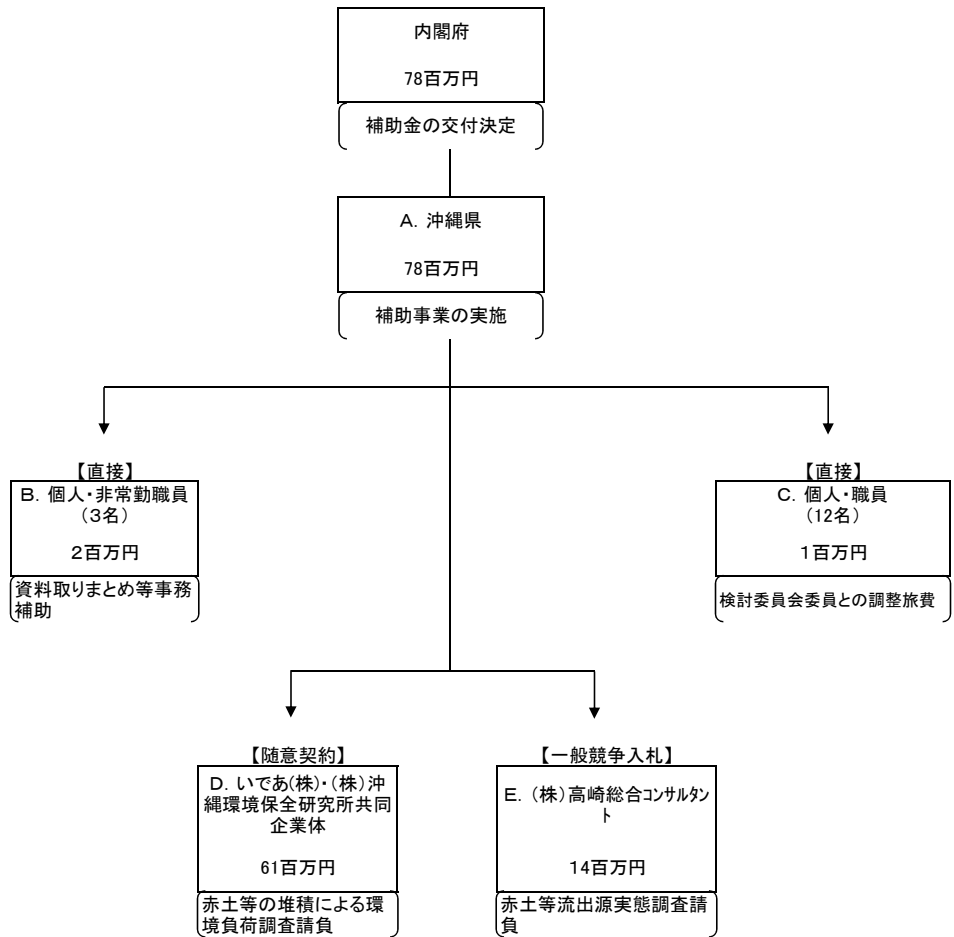 内閣府
78百万円
補助金の交付決定
A．沖縄県
78百万円
補助事業の実施
【直接】
B．個人・非常勤職員
（３名）
２百万円
資料取りまとめ等事務
補助
【直接】
C．個人・職員
(12名)
１百万円
検討委員会委員との調整旅費
【随意契約】
D．いであ(株)・(株)沖
縄環境保全研究所共同
企業体
61百万円
赤土等の堆積による環
境負荷調査請負
【一般競争入札】
E．(株)高崎総合コンサルタン
ト
14百万円
赤土等流出源実態調査請
負